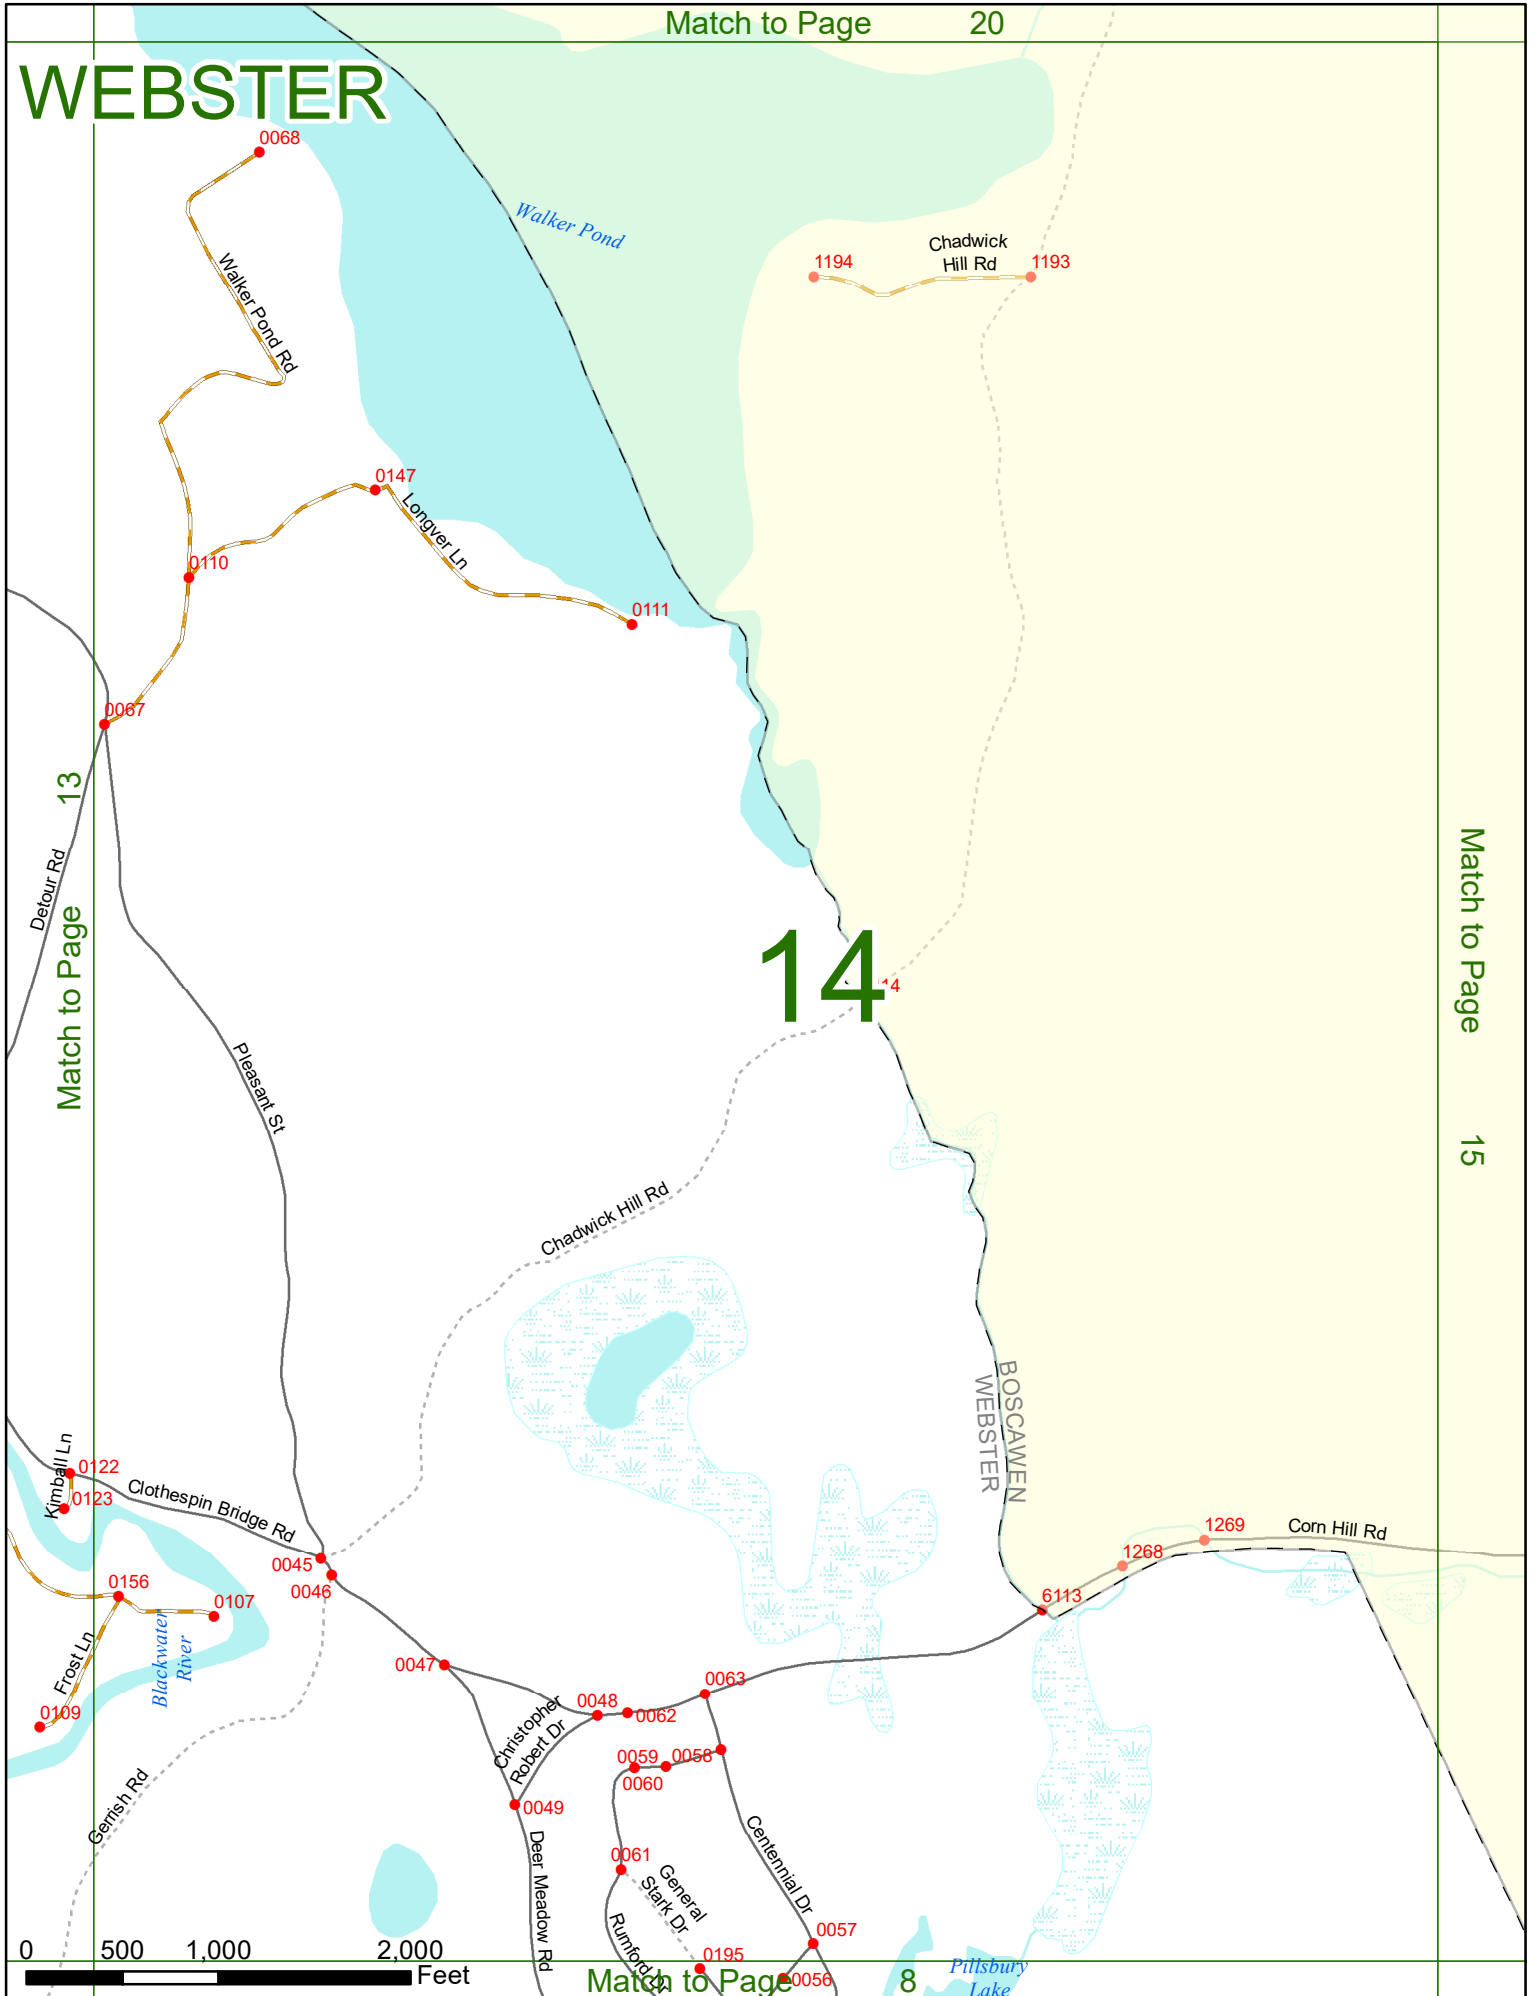 Match to Page 20
WEBSTER
0068
Walker Pond
Chadwick
Hill Rd
1194
1193
Walker Pond Rd
0147
Longver Ln
0110
0111
0067
Match to Page 13
Detour Rd
Match to Page 15
14
14
Pleasant St
Chadwick Hill Rd
BOSCAWEN
WEBSTER
Kimball Ln
0122
0123
Clothespin Bridge Rd
0045
0046
1269
Corn Hill Rd
1268
6113
0156
0107
Blackwater
River
Frost Ln
0109
0047
0063
0048
0062
Christopher
Robert Dr
0059
0058
0060
0049
Gerrish Rd
Deer Meadow Rd
0061
General
Stark Dr
Centennial Dr
Rumford Dr
0057
0195
0056
Pillsbury
Lake
0 500 1,000 2,000
Feet
Match to Page 8